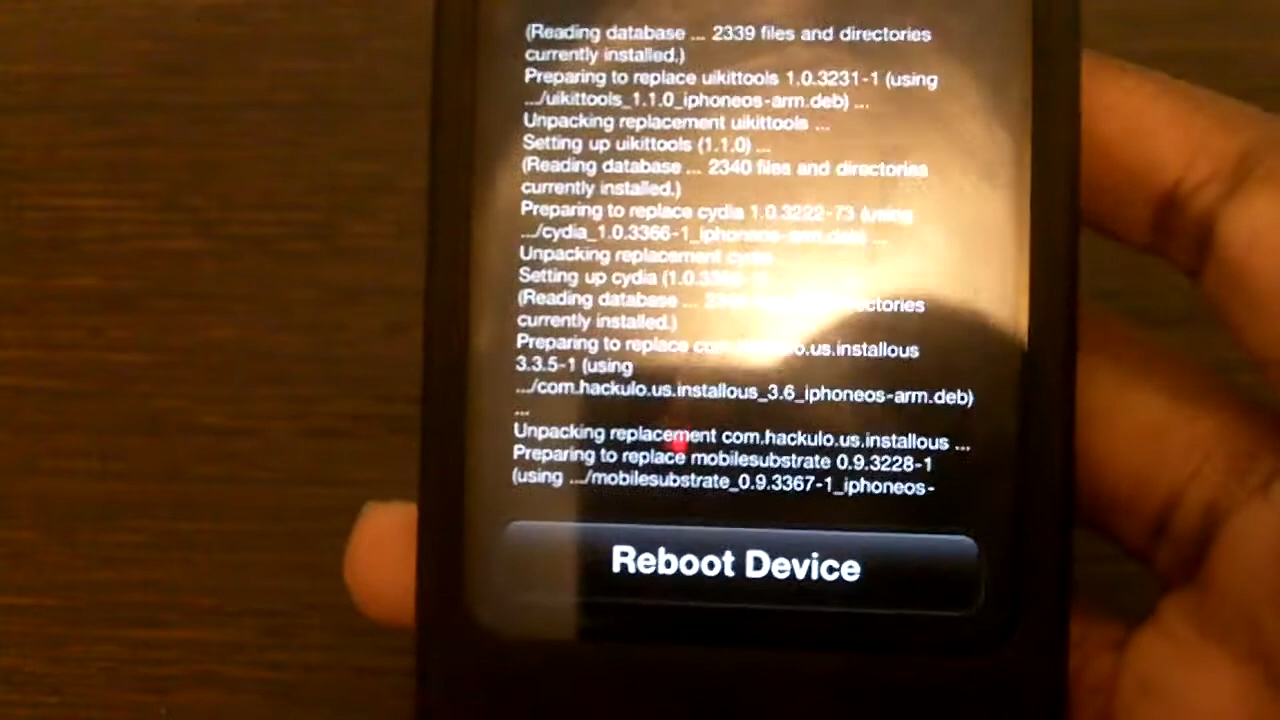 (Reading database ... 2339 files and directories
currently installed.)
Preparing to replace uikittools 1.0.3231-1 (using
.../uikittools_1.1.0_iphoneos-arm.deb) ...
Unpacking replacement uikittools ...
Setting up uikittools (1.1.0) ...
(Reading database ... 2340 files and directories
currently installed.)
Preparing to replace cydia 1.0.3222-73 (using
.../cydia_1.0.3366-1_iphoneos-arm.deb) ...
Unpacking replacement cydia
Setting up cydia
(Reading database ...
currently installed.)
Preparing to replace
3.3.5-1 (using
.../com.hackulo.us.installous_3.6_iphoneos-arm.deb)
...
Unpacking replacement com.hackulo.us.installous ...
Preparing to replace mobilesubstrate 0.9.3228-1
(using .../mobilesubstrate_0.9.3367-1_iphoneos-
Reboot Device